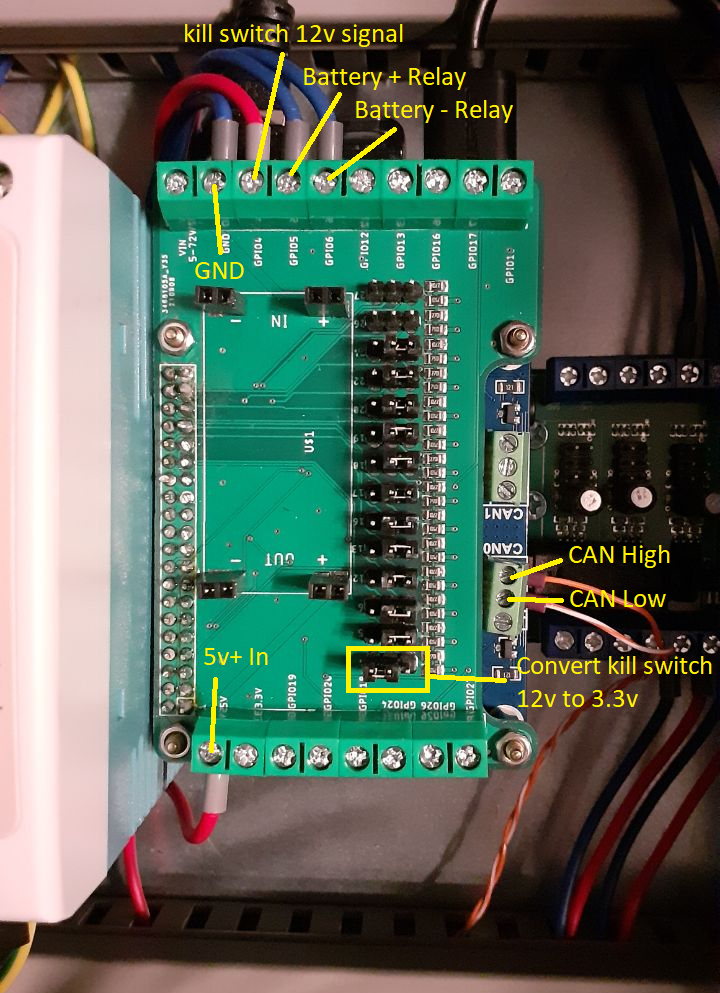 kill switch 12v signal
Battery + Relay
Battery - Relay
VIN
5-72V
GND
GPIO4
GPIO5
GPIO6
GPIO12
GPIO13
GPIO16
GPIO17
GND
- IN +
U$1
CAN1
CAN0
- OUT +
CAN High
CAN Low
5v+ In
Convert kill switch
12v to 3.3v
5V
3.3V
GPIO19
GPIO20
GPIO26
GPIO24